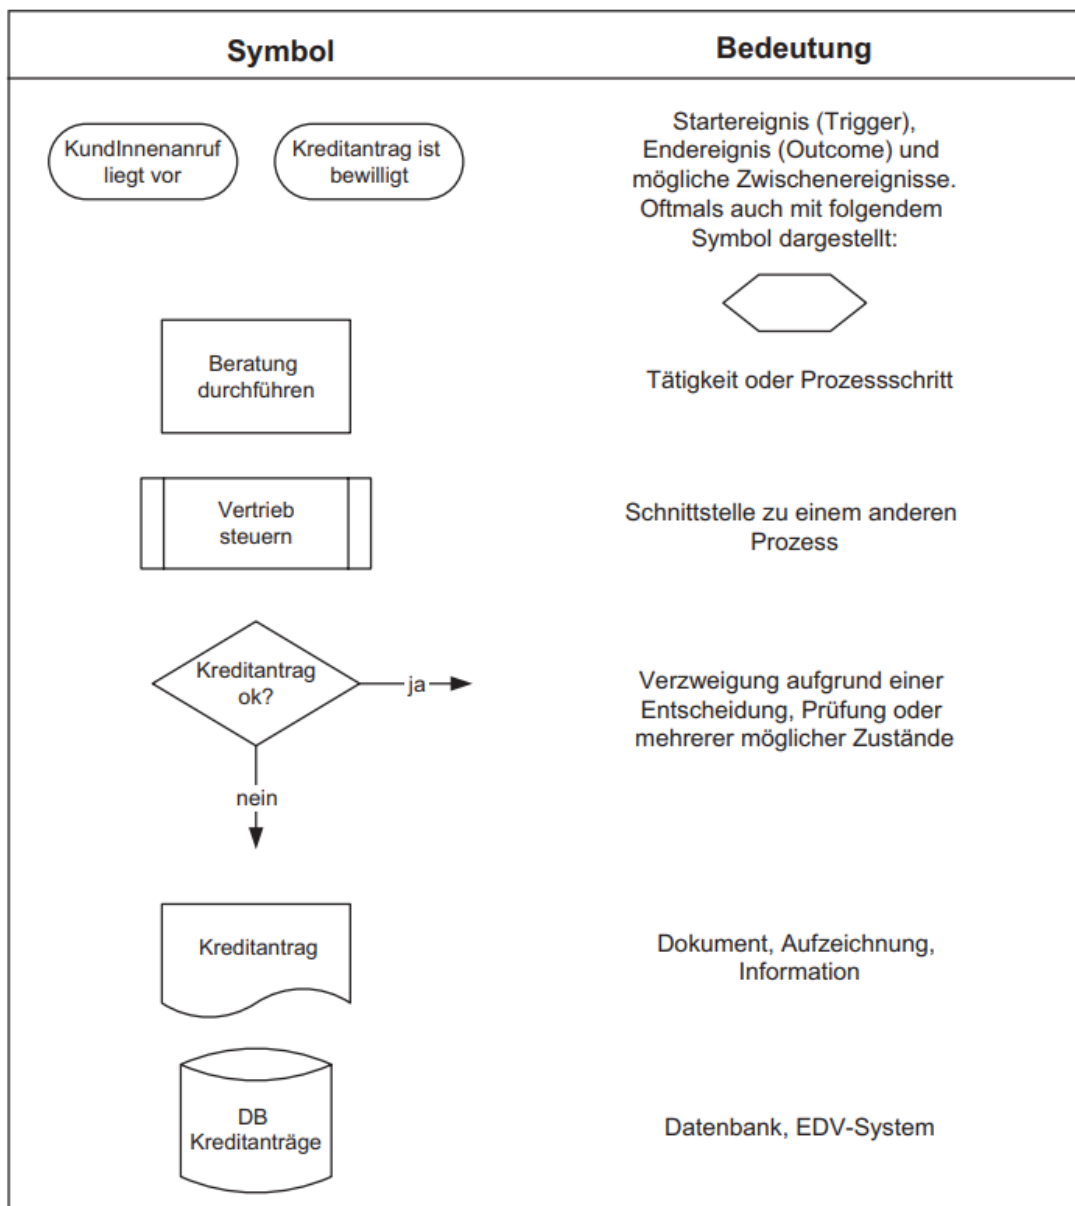 Symbol
Bedeutung
KundInnenanruf
liegt vor
Kreditantrag ist
bewilligt
Startereignis (Trigger),
Endereignis (Outcome) und
mögliche Zwischenereignisse.
Oftmals auch mit folgendem
Symbol dargestellt:
Beratung
durchführen
Tätigkeit oder Prozessschritt
Vertrieb
steuern
Schnittstelle zu einem anderen
Prozess
Kreditantrag
ok?
ja
nein
Verzweigung aufgrund einer
Entscheidung, Prüfung oder
mehrerer möglicher Zustände
Kreditantrag
Dokument, Aufzeichnung,
Information
DB
Kreditanträge
Datenbank, EDV-System